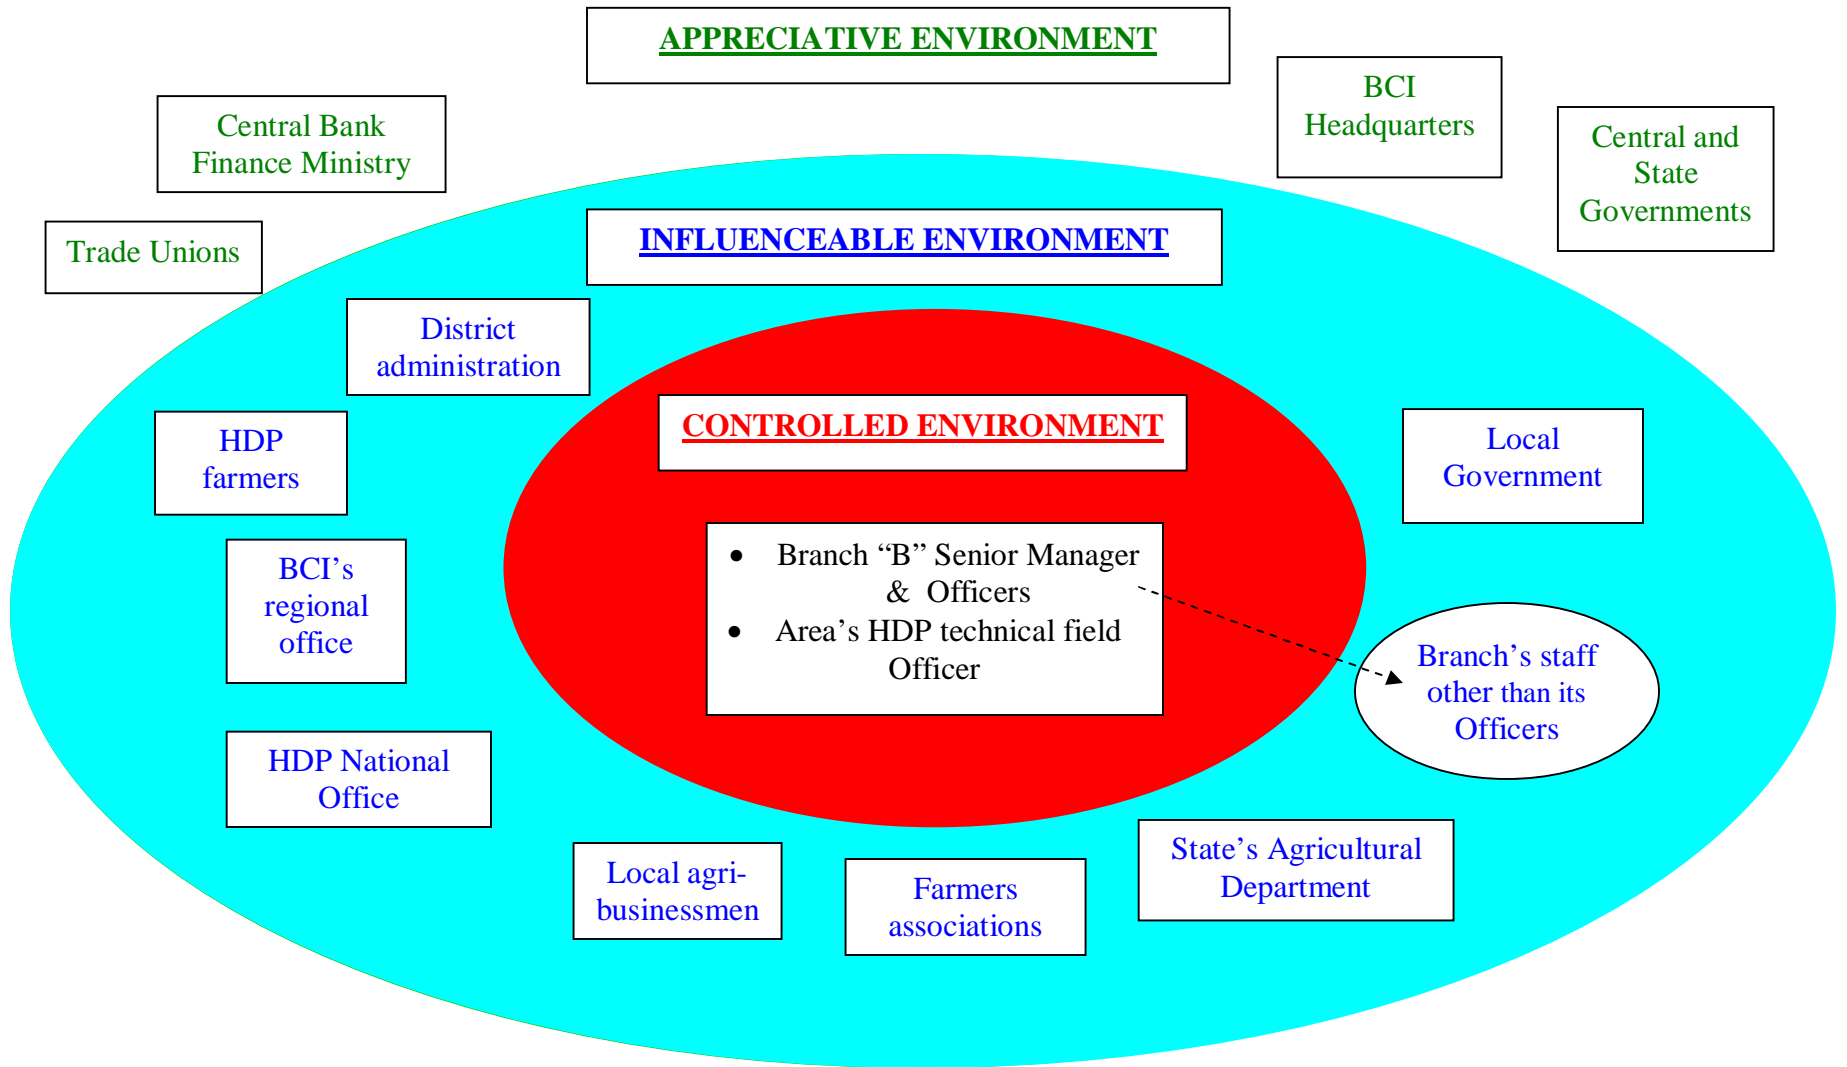 APPRECIATIVE ENVIRONMENT
BCI
Headquarters
Central Bank
Finance Ministry
Central and
State
Governments
Trade Unions
INFLUENCEABLE ENVIRONMENT
District
administration
CONTROLLED ENVIRONMENT
HDP
farmers
Local
Government
BCI’s
regional
office
• Branch “B” Senior Manager
& Officers
• Area’s HDP technical field
Officer
Branch’s staff
other than its
Officers
HDP National
Office
Local agri-
businessmen
Farmers
associations
State’s Agricultural
Department